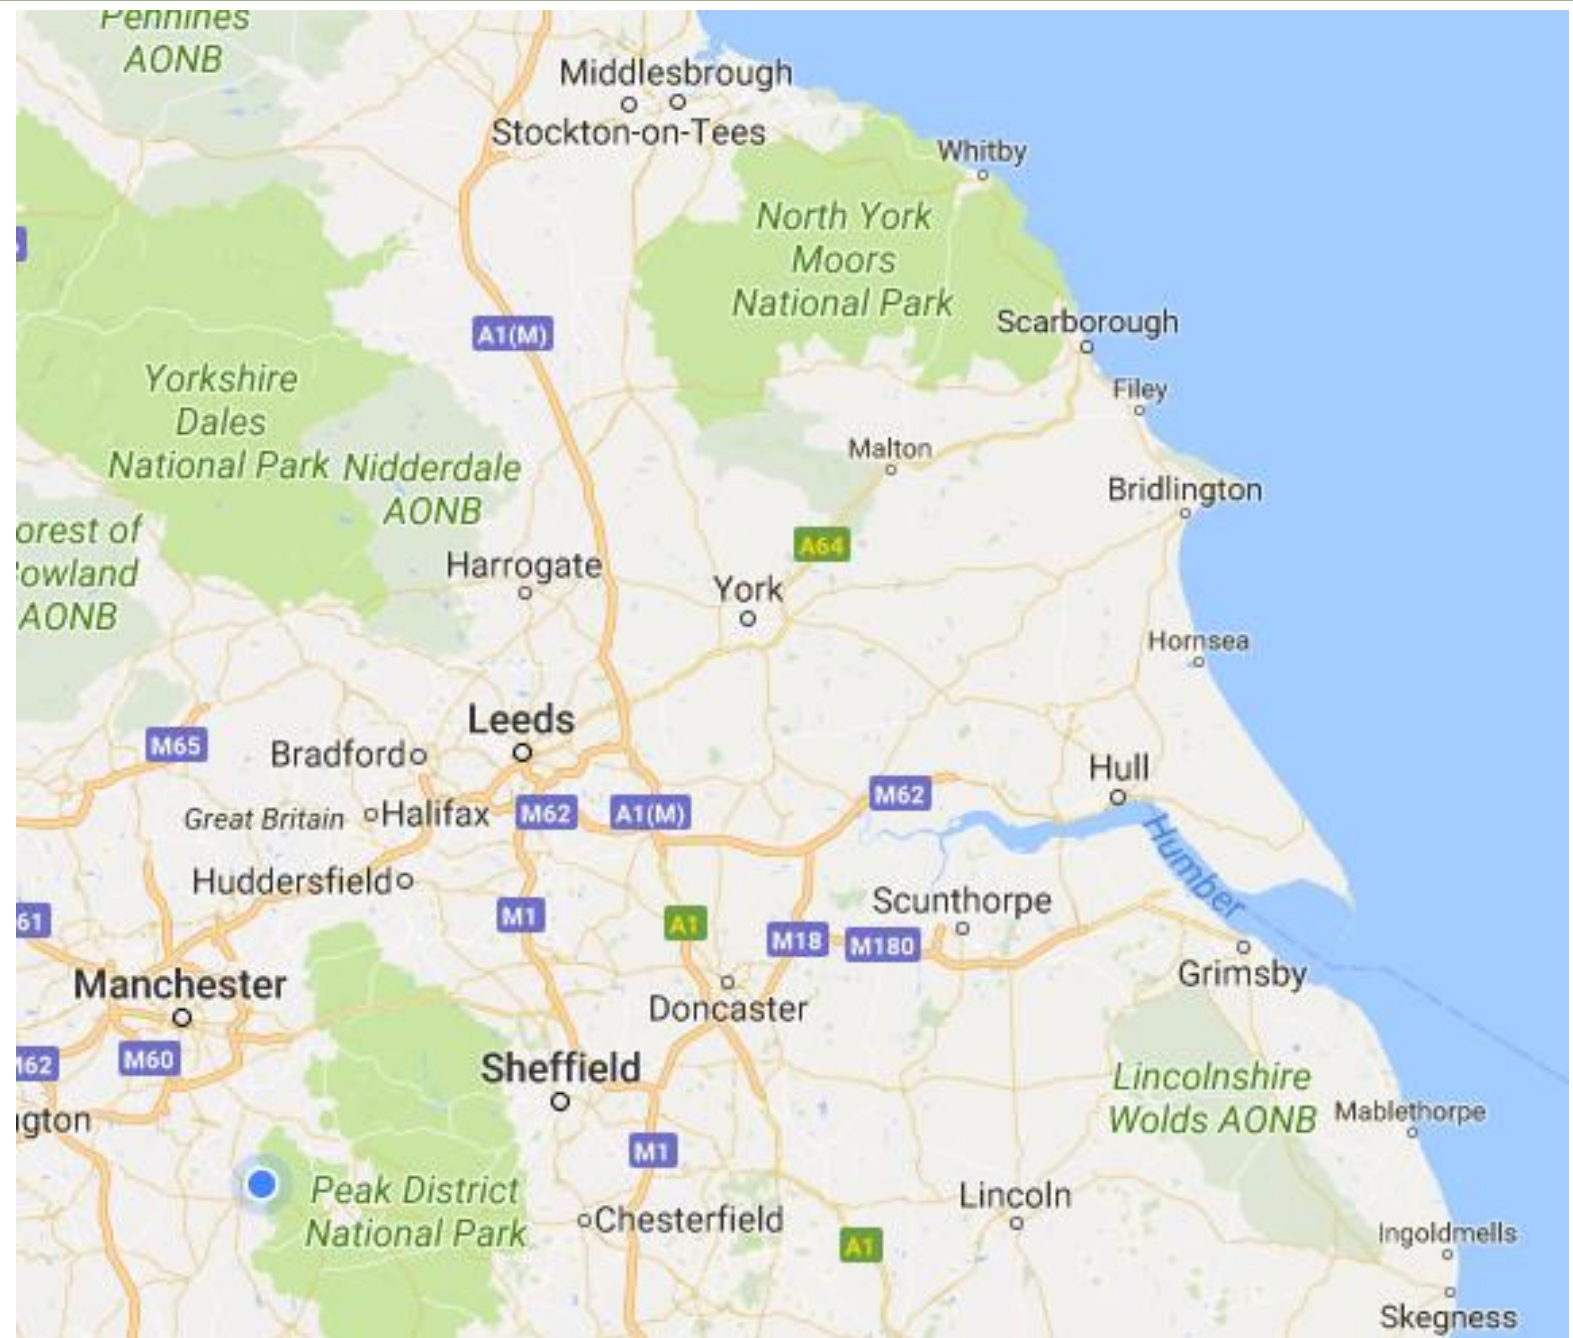 Pennines
AONB
Middlesbrough
Stockton-on-Tees
Whitby
North York
Moors
National Park
Scarborough
A1(M)
Yorkshire
Dales
National Park
Filey
Malton
Nidderdale
AONB
Bridlington
orest of
owland
AONB
A64
Harrogate
York
Hornsea
Leeds
M65
Bradford
Hull
M62
Great Britain
Halifax
M62
A1(M)
Humber
Huddersfield
Scunthorpe
61
M1
A1
M18
M180
Grimsby
Manchester
Doncaster
M62
M60
Sheffield
Lincolnshire
Wolds AONB
Mablethorpe
gton
M1
Peak District
National Park
Lincoln
Chesterfield
Ingoldmells
A1
Skegness